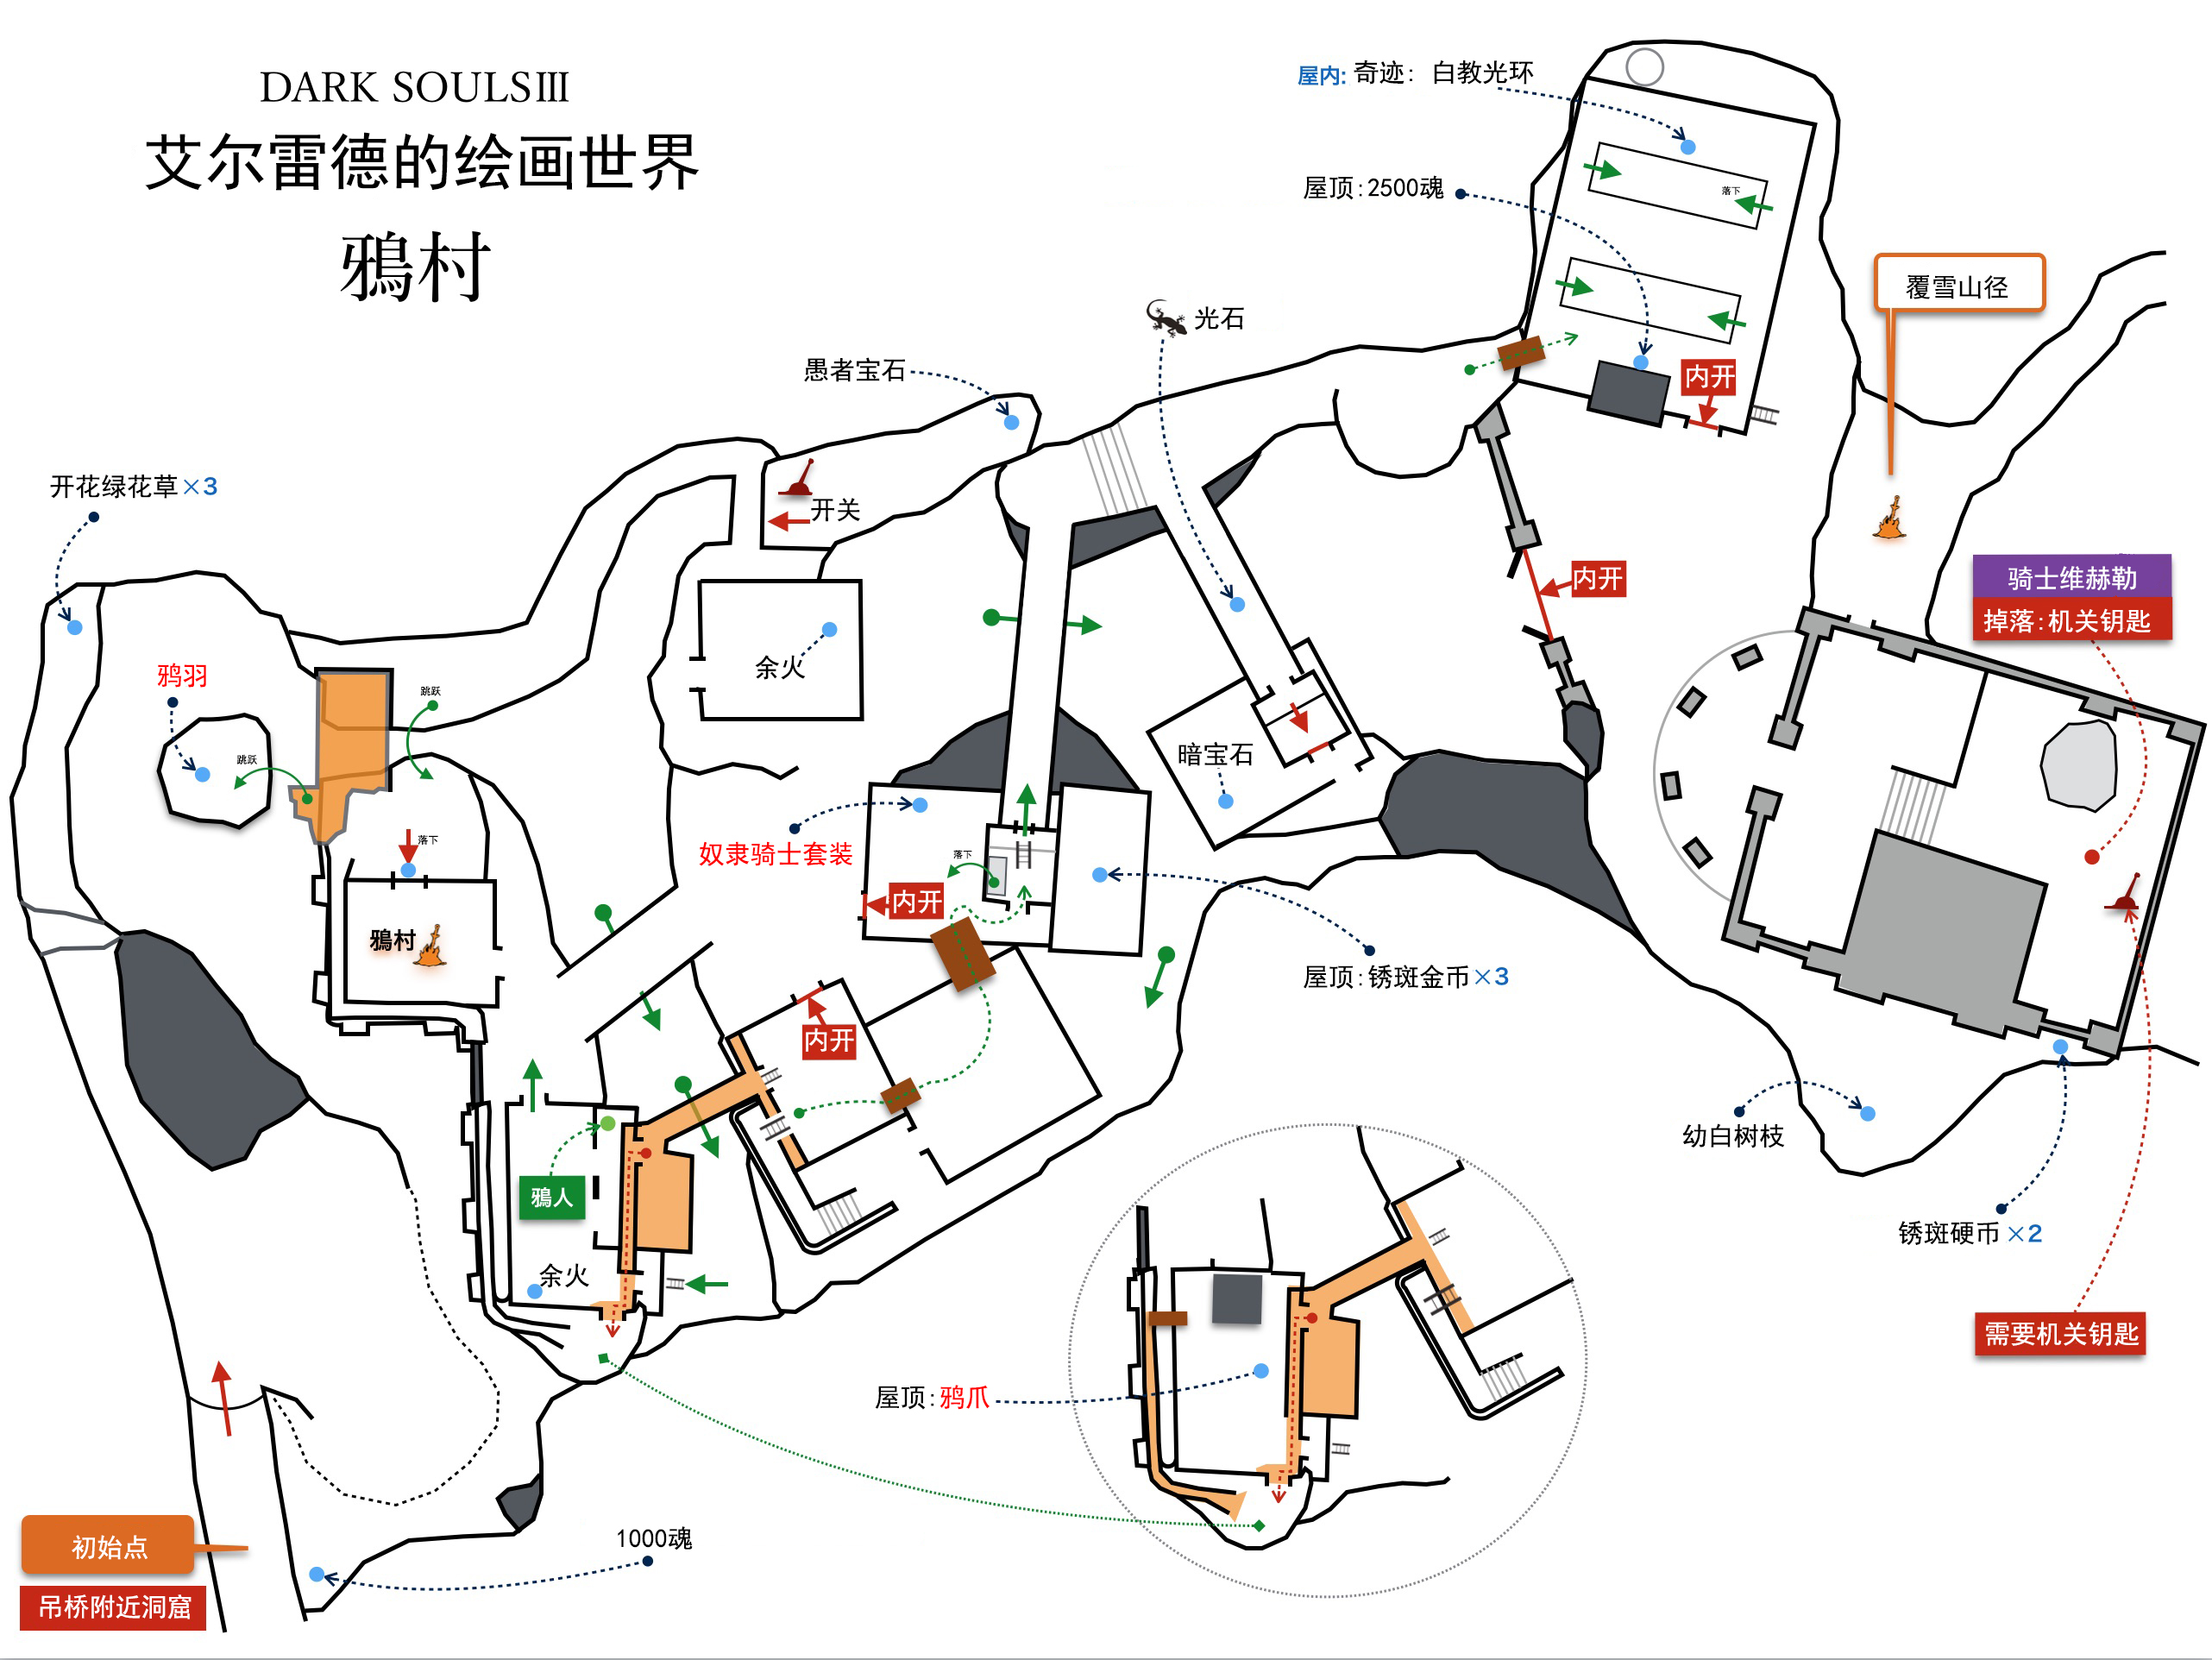 DARK SOULSIII
艾尔雷德的绘画世界
鴉村
屋内: 奇迹: 白教光环
屋顶:2500魂
落下
内开
覆雪山径
光石
愚者宝石
开关
开花绿花草×3
内开
骑士维赫勒
掉落:机关钥匙
余火
鸦羽
跳跃
跳跃
落下
暗宝石
奴隶骑士套装
落下
内开
鴉村
屋顶:锈斑金币×3
内开
幼白树枝
鴉人
余火
锈斑硬币×2
需要机关钥匙
屋顶:鸦爪
初始点
1000魂
吊桥附近洞窟